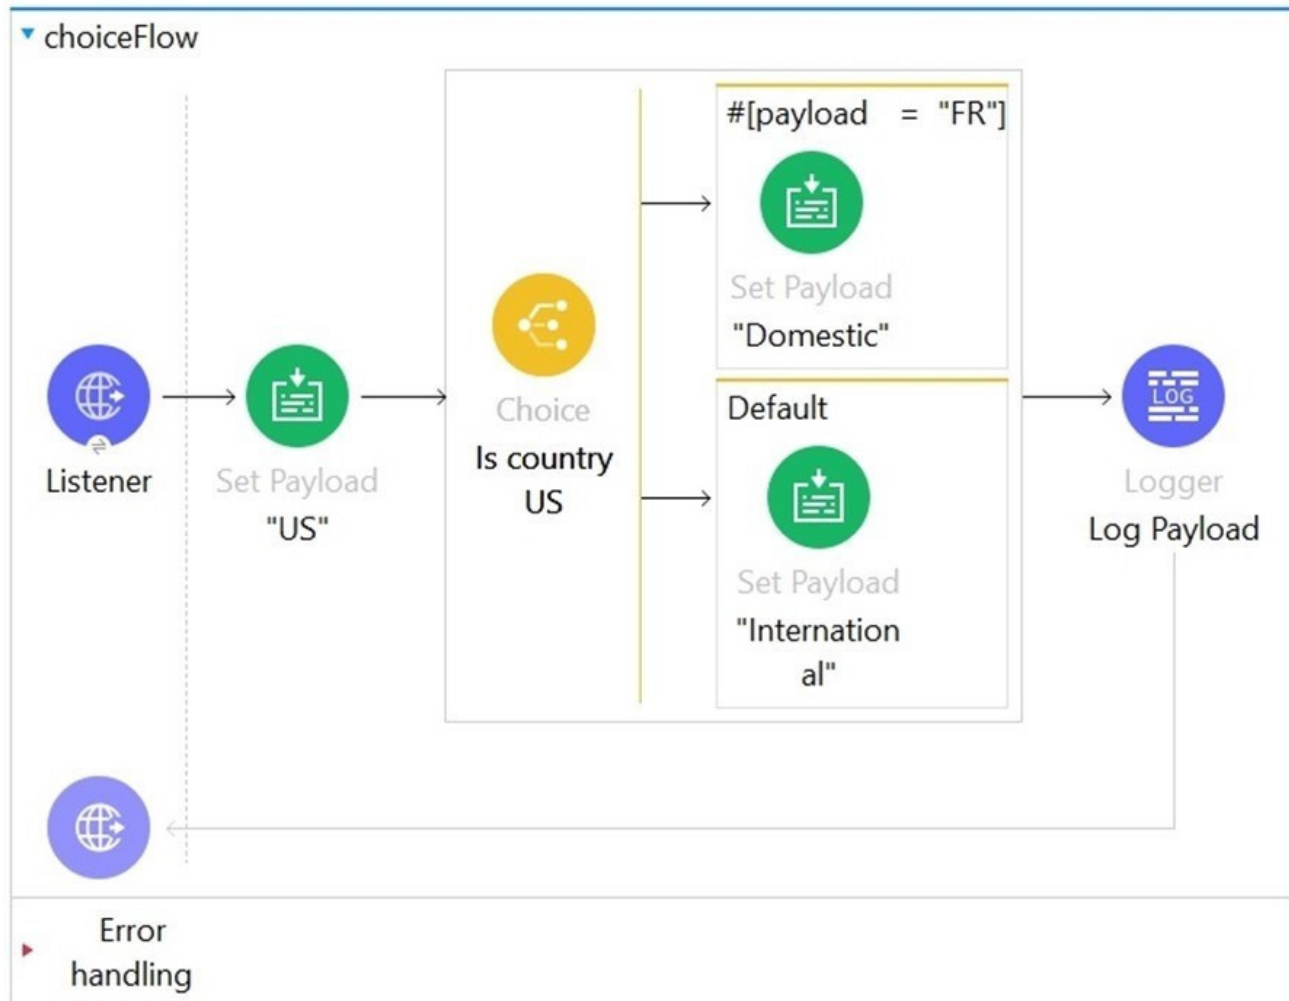 choiceFlow
#[payload = "FR"]
Set Payload
"Domestic"
Choice
Is country
US
Default
Set Payload
"Internation
al"
Listener
Set Payload
"US"
LOG
Logger
Log Payload
Error
handling